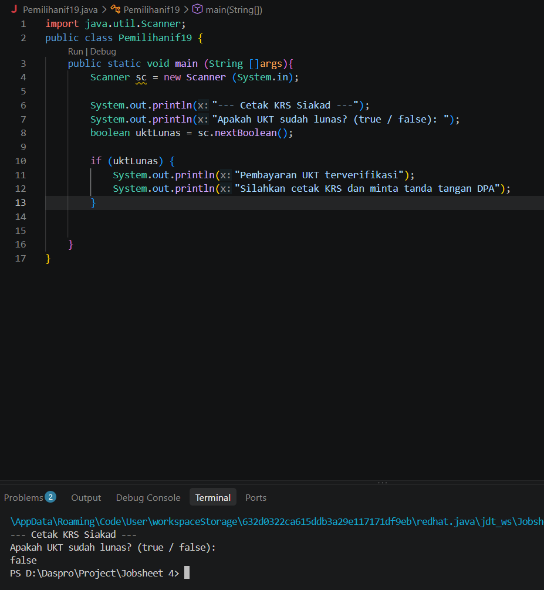 J Pemilihanif19.java > Pemilihanif19 > main(String[])
1 import java.util.Scanner;
2 public class Pemilihanif19 {
Run | Debug
3 public static void main (String []args){
4 Scanner sc = new Scanner (System.in);
5
6 System.out.println(x: "--- Cetak KRS Siakad ---");
7 System.out.println(x: "Apakah UKT sudah lunas? (true / false): ");
8 boolean uktLunas = sc.nextBoolean();
9
10 if (uktLunas) {
11 System.out.println(x: "Pembayaran UKT terverifikasi");
12 System.out.println(x: "Silahkan cetak KRS dan minta tanda tangan DPA");
13 }
14
15
16 }
17 }
Problems 2 Output Debug Console Terminal Ports
\AppData\Roaming\Code\User\workspaceStorage\632d0322ca615ddb3a29e117171df9eb\redhat.java\jdt_ws\Jobsh
--- Cetak KRS Siakad ---
Apakah UKT sudah lunas? (true / false):
false
PS D:\Daspro\Project\Jobsheet 4>